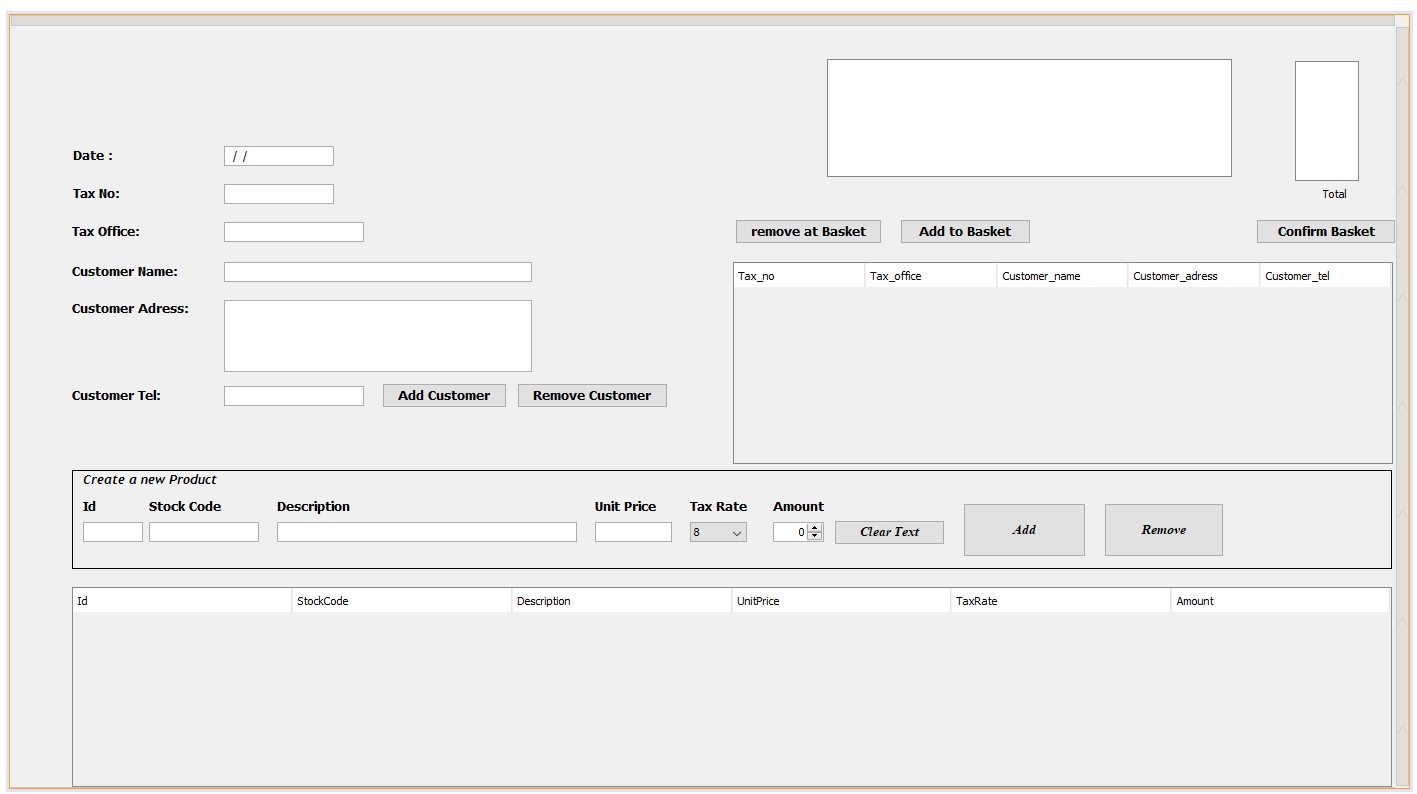 Date :
/ /
Tax No:
Total
Tax Office:
remove at Basket Add to Basket Confirm Basket
Customer Name:
Tax_no Tax_office Customer_name Customer_adress Customer_tel
Customer Adress:
Customer Tel:
Add Customer Remove Customer
Create a new Product
Id Stock Code Description Unit Price Tax Rate Amount
8 0 Clear Text Add Remove
Id StockCode Description UnitPrice TaxRate Amount